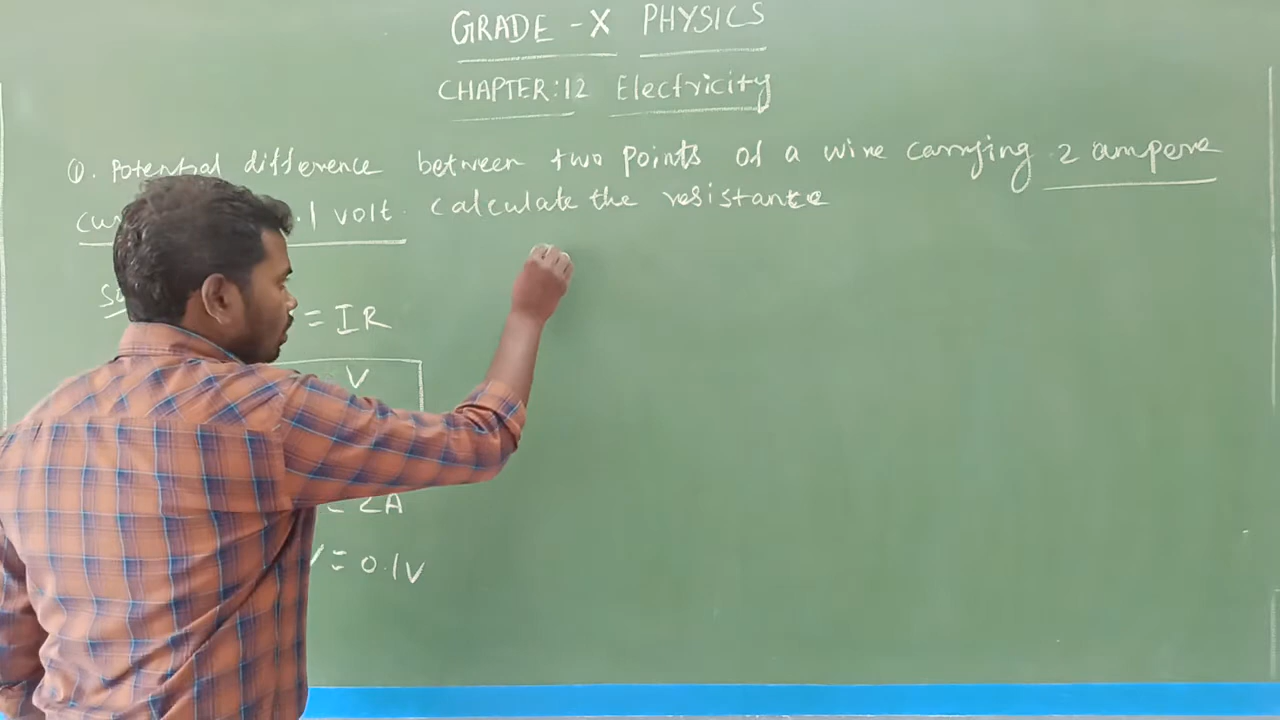 GRADE - X PHYSICS
CHAPTER:12 Electricity
①. Potential difference between two points of a wire carrying 2 ampere
.1 volt. calculate the resistance
= IR
V
= 2A
V = 0.1V